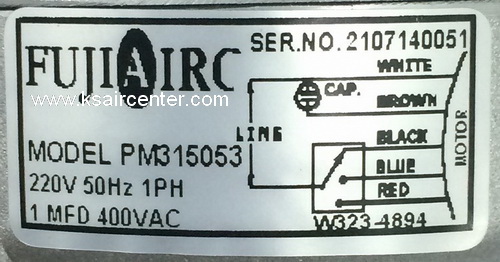 FUJIAIRC
SER.NO. 2107140051
WHITE
CAP.
BROWN
www.ksaircenter.com
LINE
BLACK
MOTOR
MODEL PM315053
BLUE
220V 50Hz 1PH
RED
1 MFD 400VAC
W323-4894